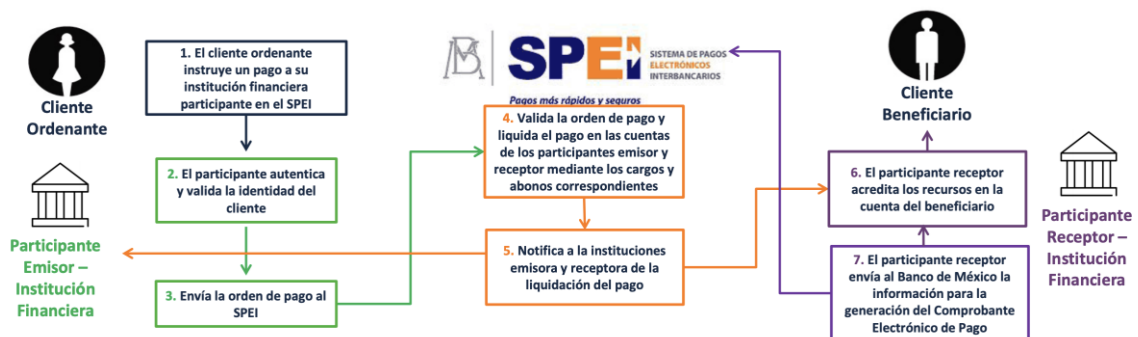 Cliente
Ordenante
1. El cliente ordenante
instruye un pago a su
institución financiera
participante en el SPEI
2. El participante autentica
y valida la identidad del
cliente
Participante
Emisor –
Institución
Financiera
3. Envía la orden de pago al
SPEI
BM
SPEI
SISTEMA DE PAGOS
ELECTRÓNICOS
INTERBANCARIOS
Pagos más rápidos y seguros
4. Valida la orden de pago y
liquida el pago en las cuentas
de los participantes emisor y
receptor mediante los cargos y
abonos correspondientes
5. Notifica a la instituciones
emisora y receptora de la
liquidación del pago
Cliente
Beneficiario
6. El participante receptor
acredita los recursos en la
cuenta del beneficiario
Participante
Receptor –
Institución
Financiera
7. El participante receptor
envía al Banco de México la
información para la
generación del Comprobante
Electrónico de Pago